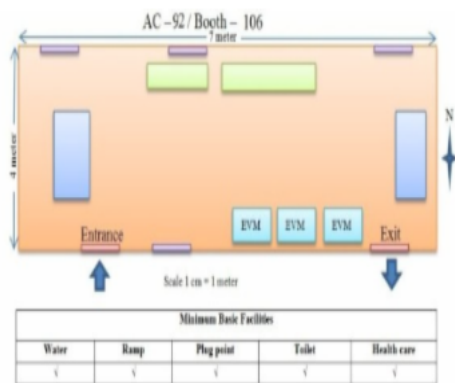 AC –92 / Booth – 106
7 meter
4 meter
N
EVM EVM EVM
Entrance
Exit
Scale 1 cm = 1 meter
Minimum Basic Facilities
Water Ramp Plug point Toilet Health care
√ √ √ √ √